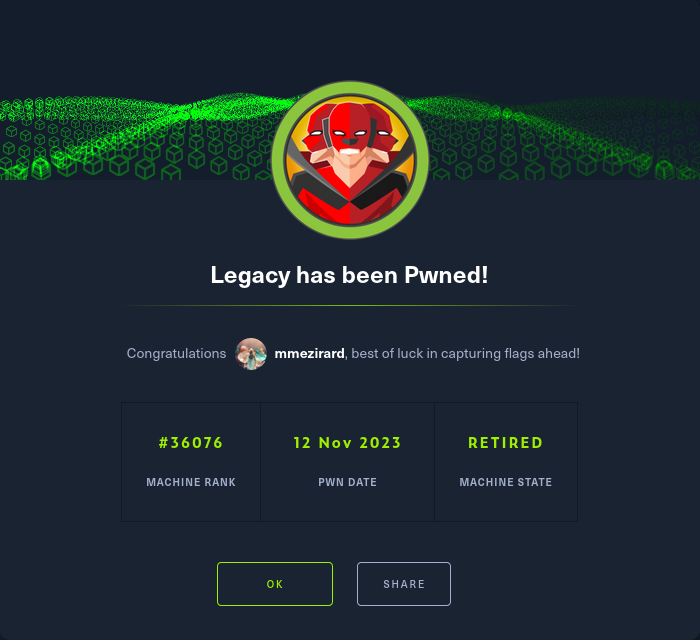 Legacy has been Pwned!
Congratulations mmezirard, best of luck in capturing flags ahead!
#36076 12 Nov 2023 RETIRED
MACHINE RANK PWN DATE MACHINE STATE
OK SHARE